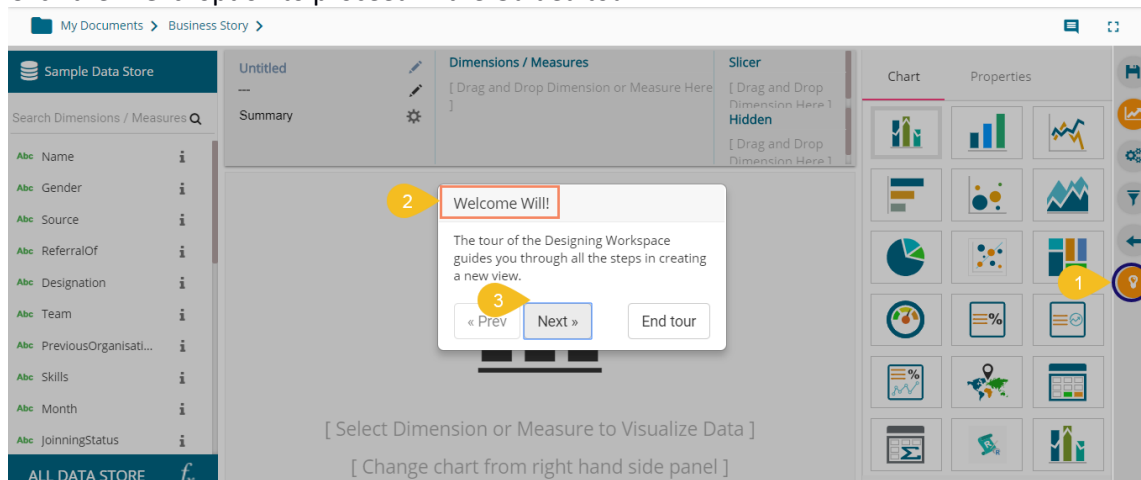 My Documents > Business Story >
Sample Data Store
Search Dimensions / Measures
Abc Name i
Abc Gender i
Abc Source i
Abc ReferralOf i
Abc Designation i
Abc Team i
Abc PreviousOrganisati... i
Abc Skills i
Abc Month i
Abc JoinningStatus i
ALL DATA STORE
Untitled
---
Summary
Dimensions / Measures
[ Drag and Drop Dimension or Measure Here
]
Slicer
[ Drag and Drop
Dimension Here ]
Hidden
[ Drag and Drop
Dimension Here ]
2
Welcome Will!
The tour of the Designing Workspace
guides you through all the steps in creating
a new view.
3
« Prev Next » End tour
[ Select Dimension or Measure to Visualize Data ]
[ Change chart from right hand side panel ]
Chart Properties
1